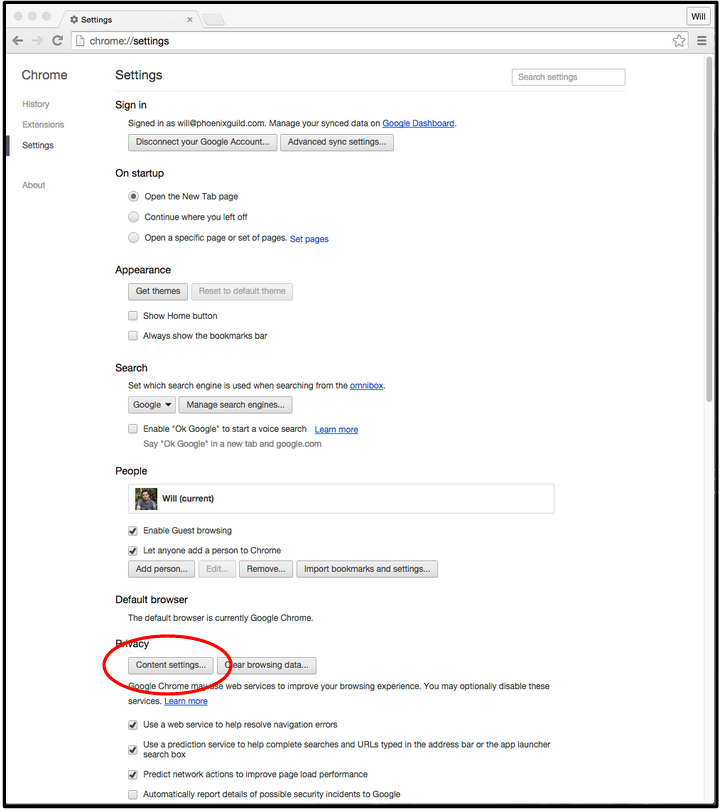 Settings
Will
chrome://settings
Chrome
Settings
Search settings
History
Extensions
Settings
About
Sign in
Signed in as will@phoenixguild.com. Manage your synced data on Google Dashboard.
Disconnect your Google Account... Advanced sync settings...
On startup
Open the New Tab page
Continue where you left off
Open a specific page or set of pages. Set pages
Appearance
Get themes Reset to default theme
Show Home button
Always show the bookmarks bar
Search
Set which search engine is used when searching from the omnibox.
Google Manage search engines...
Enable "Ok Google" to start a voice search Learn more
Say "Ok Google" in a new tab and google.com
People
Will (current)
Enable Guest browsing
Let anyone add a person to Chrome
Add person... Edit... Remove... Import bookmarks and settings...
Default browser
The default browser is currently Google Chrome.
Privacy
Content settings... Clear browsing data...
Google Chrome may use web services to improve your browsing experience. You may optionally disable these
services. Learn more
Use a web service to help resolve navigation errors
Use a prediction service to help complete searches and URLs typed in the address bar or the app launcher
search box
Predict network actions to improve page load performance
Automatically report details of possible security incidents to Google